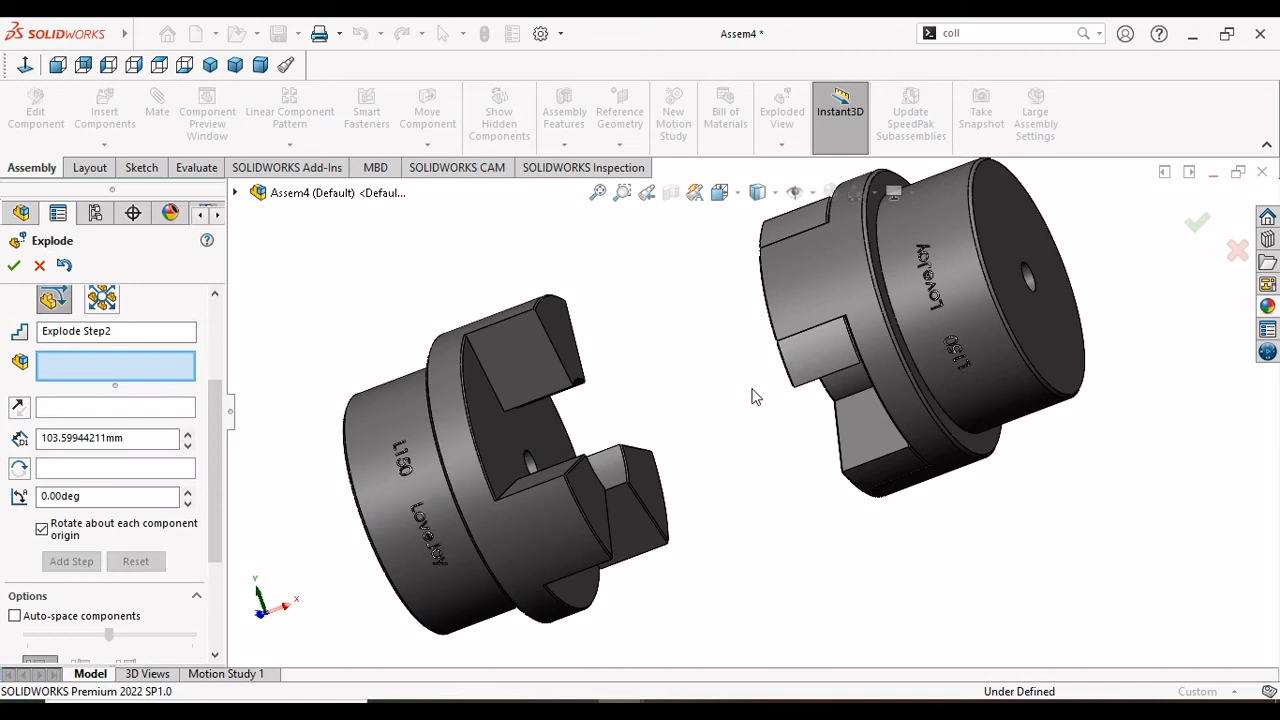 SOLIDWORKS
Assem4 *
coll
Edit Component
Insert Components
Mate
Component Preview Window
Linear Component Pattern
Smart Fasteners
Move Component
Show Hidden Components
Assembly Features
Reference Geometry
New Motion Study
Bill of Materials
Exploded View
Instant3D
Update SpeedPak Subassemblies
Take Snapshot
Large Assembly Settings
Assembly
Layout
Sketch
Evaluate
SOLIDWORKS Add-Ins
MBD
SOLIDWORKS CAM
SOLIDWORKS Inspection
Assem4 (Default) <Defaul...
Explode
Explode Step2
103.59944211mm
0.00deg
Rotate about each component
origin
Add Step
Reset
Options
Auto-space components
L150
LoveJoy
LoveJoy
L150
Y
X
Z
Model
3D Views
Motion Study 1
SOLIDWORKS Premium 2022 SP1.0
Under Defined
Custom